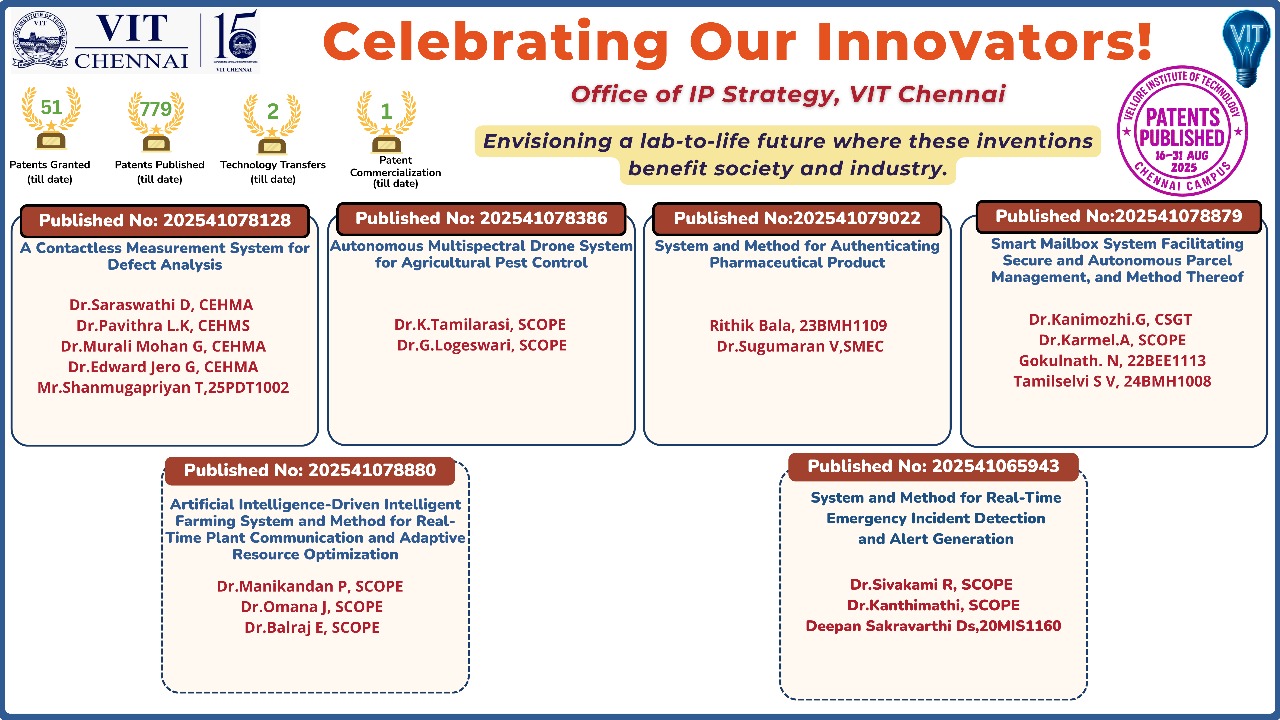 VIT
CHENNAI
VIT
15
VIT CHENNAI
Celebrating Our Innovators!
VIT
Office of IP Strategy, VIT Chennai
Envisioning a lab-to-life future where these inventions
benefit society and industry.
VELLORE INSTITUTE OF TECHNOLOGY
PATENTS
PUBLISHED
16-31 AUG
2025
CHENNAI CAMPUS
51
Patents Granted
(till date)
779
Patents Published
(till date)
2
Technology Transfers
(till date)
1
Patent
Commercialization
(till date)
Published No: 202541078128
A Contactless Measurement System for
Defect Analysis
Dr.Saraswathi D, CEHMA
Dr.Pavithra L.K, CEHMS
Dr.Murali Mohan G, CEHMA
Dr.Edward Jero G, CEHMA
Mr.Shanmugapriyan T,25PDT1002
Published No: 202541078386
Autonomous Multispectral Drone System
for Agricultural Pest Control
Dr.K.Tamilarasi, SCOPE
Dr.G.Logeswari, SCOPE
Published No:202541079022
System and Method for Authenticating
Pharmaceutical Product
Rithik Bala, 23BMH1109
Dr.Sugumaran V,SMEC
Published No:202541078879
Smart Mailbox System Facilitating
Secure and Autonomous Parcel
Management, and Method Thereof
Dr.Kanimozhi.G, CSGT
Dr.Karmel.A, SCOPE
Gokulnath. N, 22BEE1113
Tamilselvi S V, 24BMH1008
Published No: 202541078880
Artificial Intelligence-Driven Intelligent
Farming System and Method for Real-
Time Plant Communication and Adaptive
Resource Optimization
Dr.Manikandan P, SCOPE
Dr.Omana J, SCOPE
Dr.Balraj E, SCOPE
Published No: 202541065943
System and Method for Real-Time
Emergency Incident Detection
and Alert Generation
Dr.Sivakami R, SCOPE
Dr.Kanthimathi, SCOPE
Deepan Sakravarthi Ds,20MIS1160